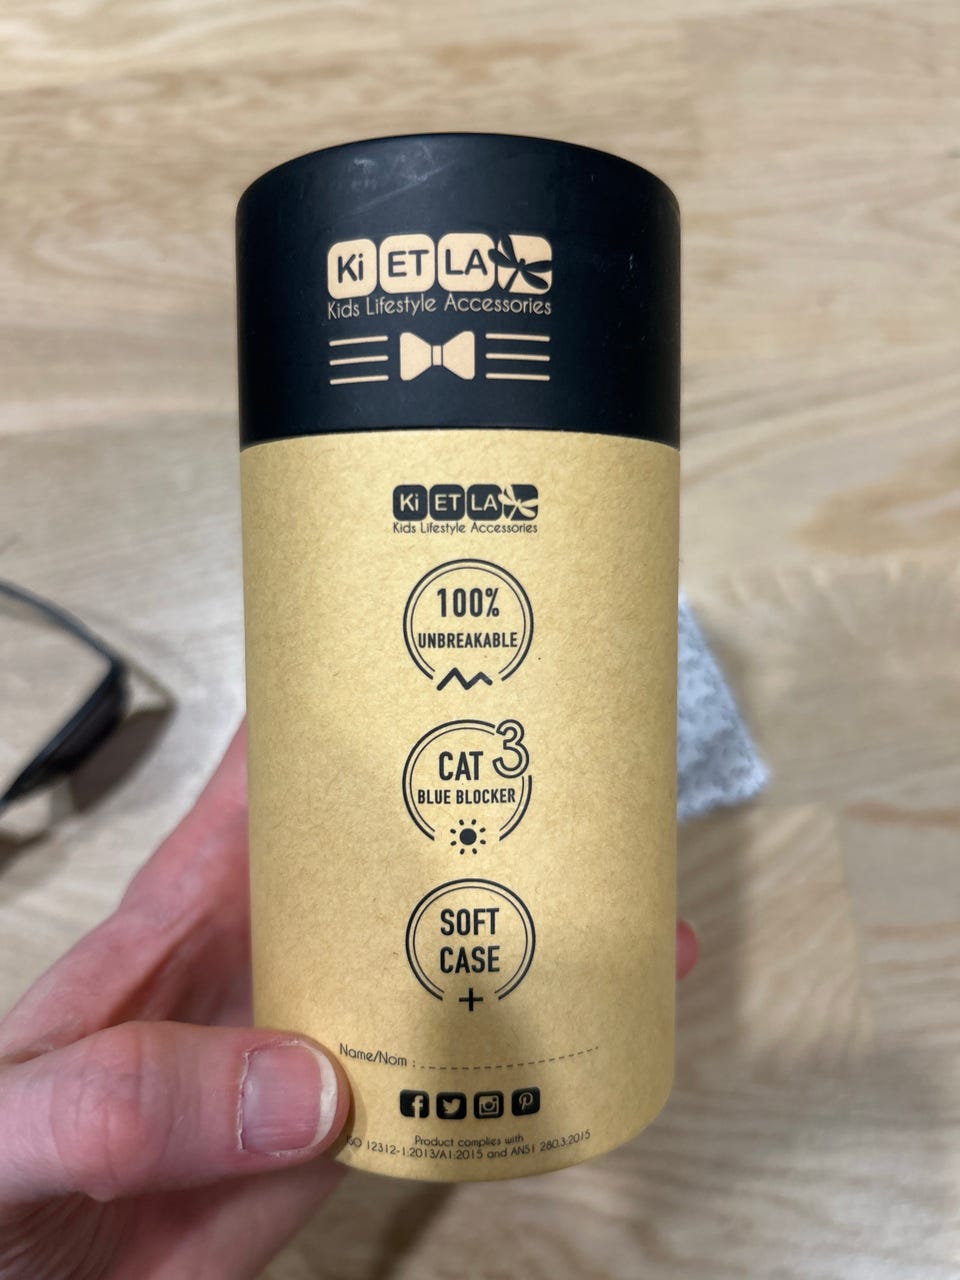 Ki ET LA
Kids Lifestyle Accessories
Ki ET LA
Kids Lifestyle Accessories
100%
UNBREAKABLE
CAT 3
BLUE BLOCKER
SOFT
CASE
+
Name/Nom :
Product complies with
ISO 12312-1:2013/A1:2015 and ANSI Z80.3:2015